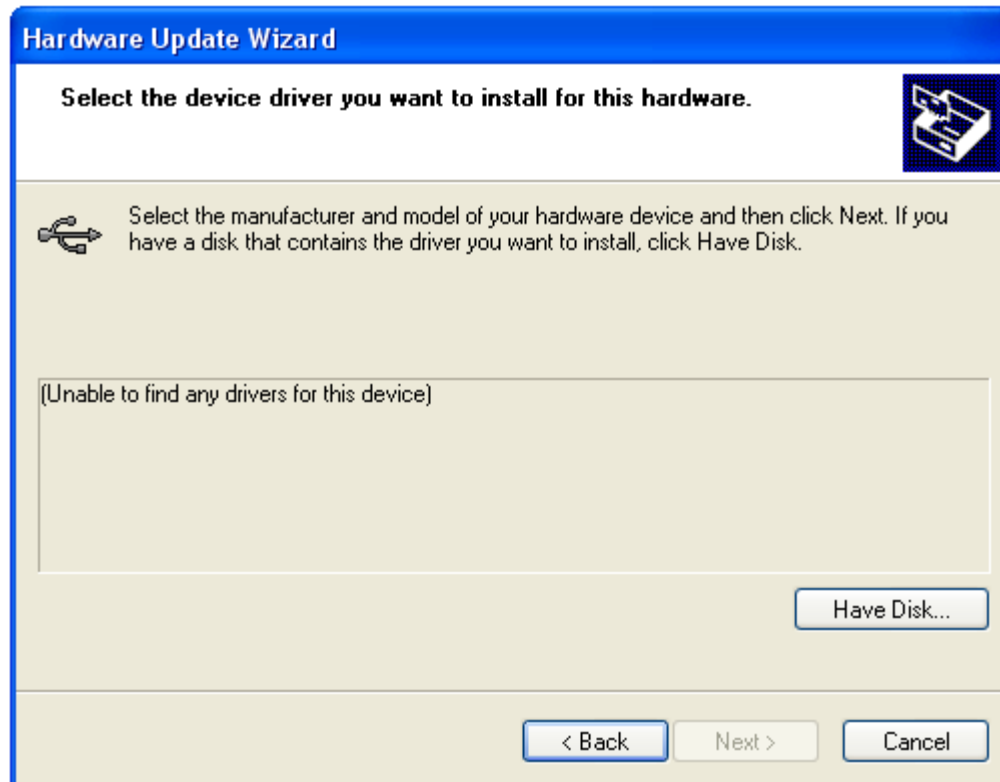 Hardware Update Wizard
Select the device driver you want to install for this hardware.
Select the manufacturer and model of your hardware device and then click Next. If you
have a disk that contains the driver you want to install, click Have Disk.
(Unable to find any drivers for this device)
Have Disk...
< Back
Next >
Cancel